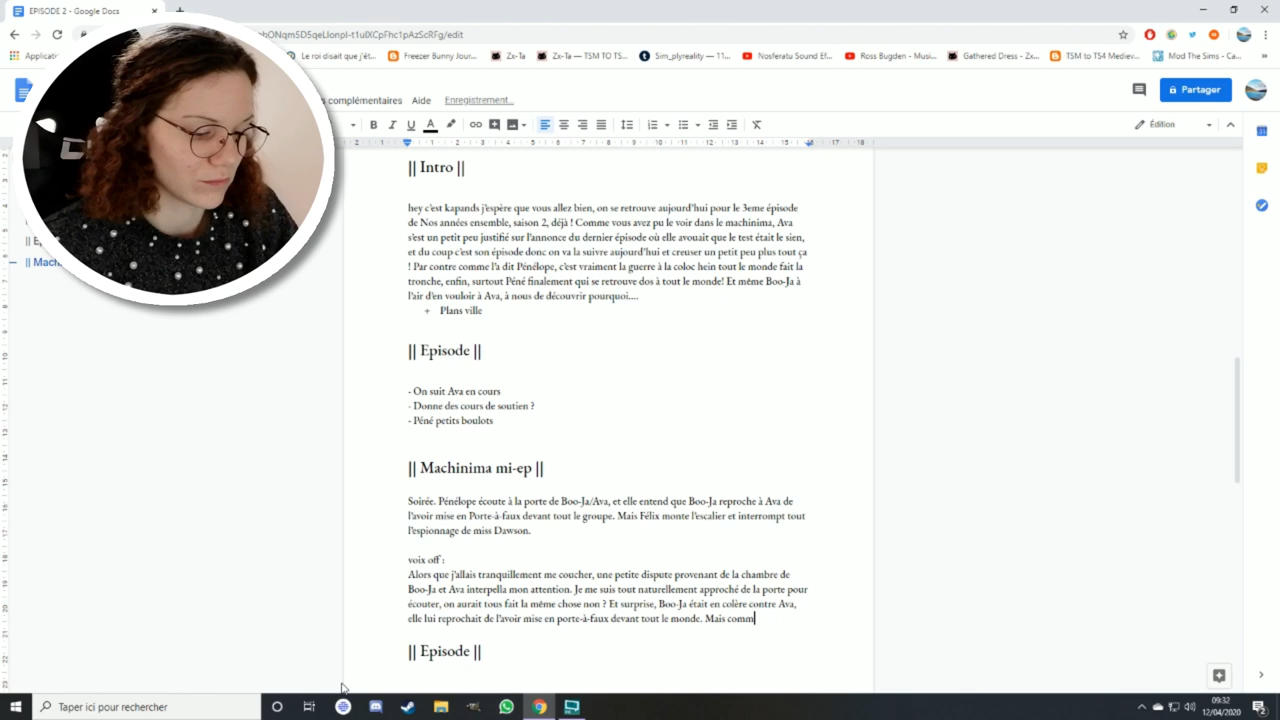 EPISODE 2 - Google Docs
bONqm5D5qeLJonpI-t1uIXCpFhc1pAzScRFg/edit
Applicati
Le roi disait que j'ét...
Freezer Bunny Jour...
Zx-Ta
Zx-Ta — TSM TO TS...
Sim_plyreality — 11...
Nosferatu Sound Ef...
Ross Bugden - Musi...
Gathered Dress - Zx...
TSM to TS4 Mediev...
Mod The Sims - Ca...
s complémentaires Aide Enregistrement...
Partager
Édition
|| Intro ||
hey c'est kapands j'espère que vous allez bien, on se retrouve aujourd'hui pour le 3eme épisode
de Nos années ensemble, saison 2, déjà ! Comme vous avez pu le voir dans le machinima, Ava
s'est un petit peu justifié sur l'annonce du dernier épisode où elle avouait que le test était le sien,
et du coup c'est son épisode donc on va la suivre aujourd'hui et creuser un petit peu plus tout ça
! Par contre comme l'a dit Pénélope, c'est vraiment la guerre à la coloc hein tout le monde fait la
tronche, enfin, surtout Péné finalement qui se retrouve dos à tout le monde! Et même Boo-Ja à
l'air d'en vouloir à Ava, à nous de découvrir pourquoi....
+ Plans ville
|| Ep
|| Mach
|| Episode ||
- On suit Ava en cours
- Donne des cours de soutien ?
- Péné petits boulots
|| Machinima mi-ep ||
Soirée. Pénélope écoute à la porte de Boo-Ja/Ava, et elle entend que Boo-Ja reproche à Ava de
l'avoir mise en Porte-à-faux devant tout le groupe. Mais Félix monte l'escalier et interrompt tout
l'espionnage de miss Dawson.
voix off :
Alors que j'allais tranquillement me coucher, une petite dispute provenant de la chambre de
Boo-Ja et Ava interpella mon attention. Je me suis tout naturellement approché de la porte pour
écouter, on aurait tous fait la même chose non ? Et surprise, Boo-Ja était en colère contre Ava,
elle lui reprochait de l'avoir mise en porte-à-faux devant tout le monde. Mais comm
|| Episode ||
Taper ici pour rechercher
09:32
12/04/2020